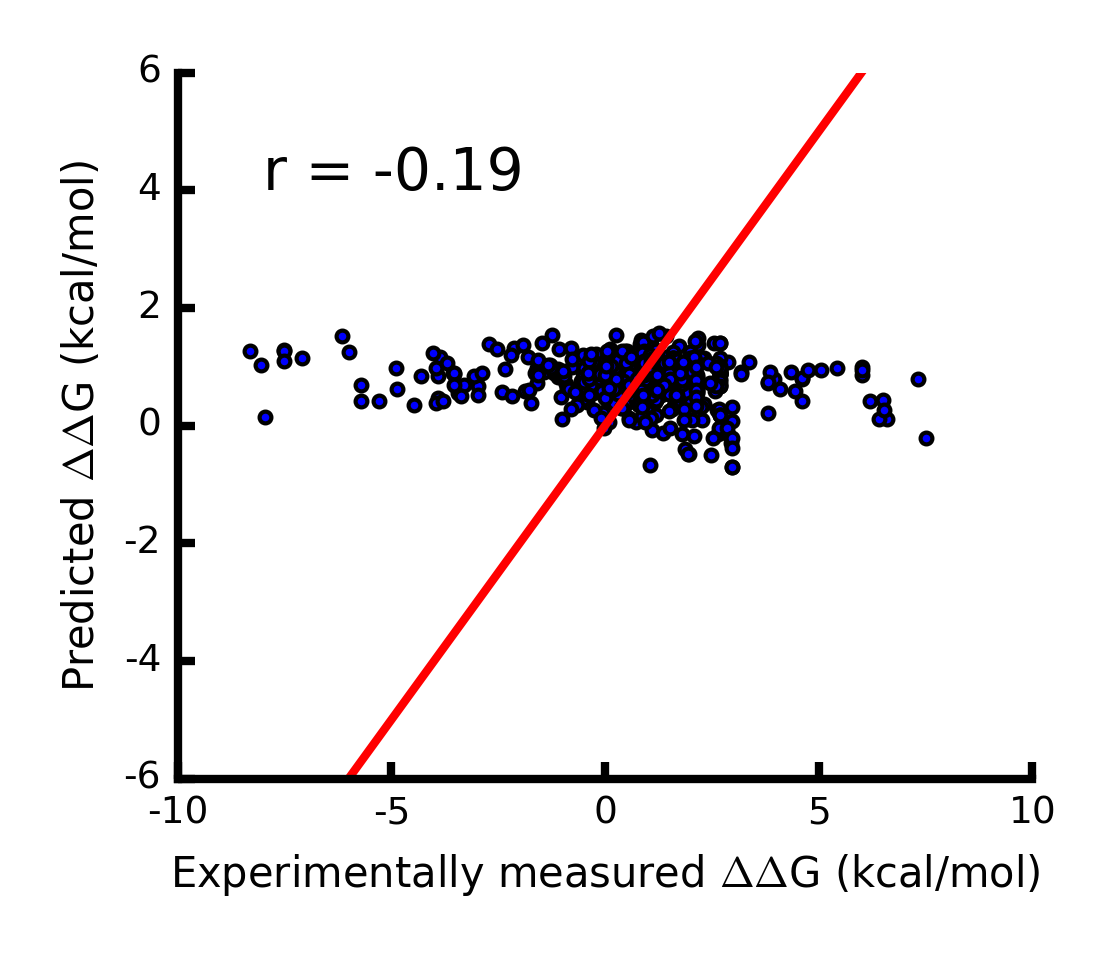 r = -0.19
Predicted ΔΔG (kcal/mol)
6
4
2
0
-2
-4
-6
-10 -5 0 5 10
Experimentally measured ΔΔG (kcal/mol)